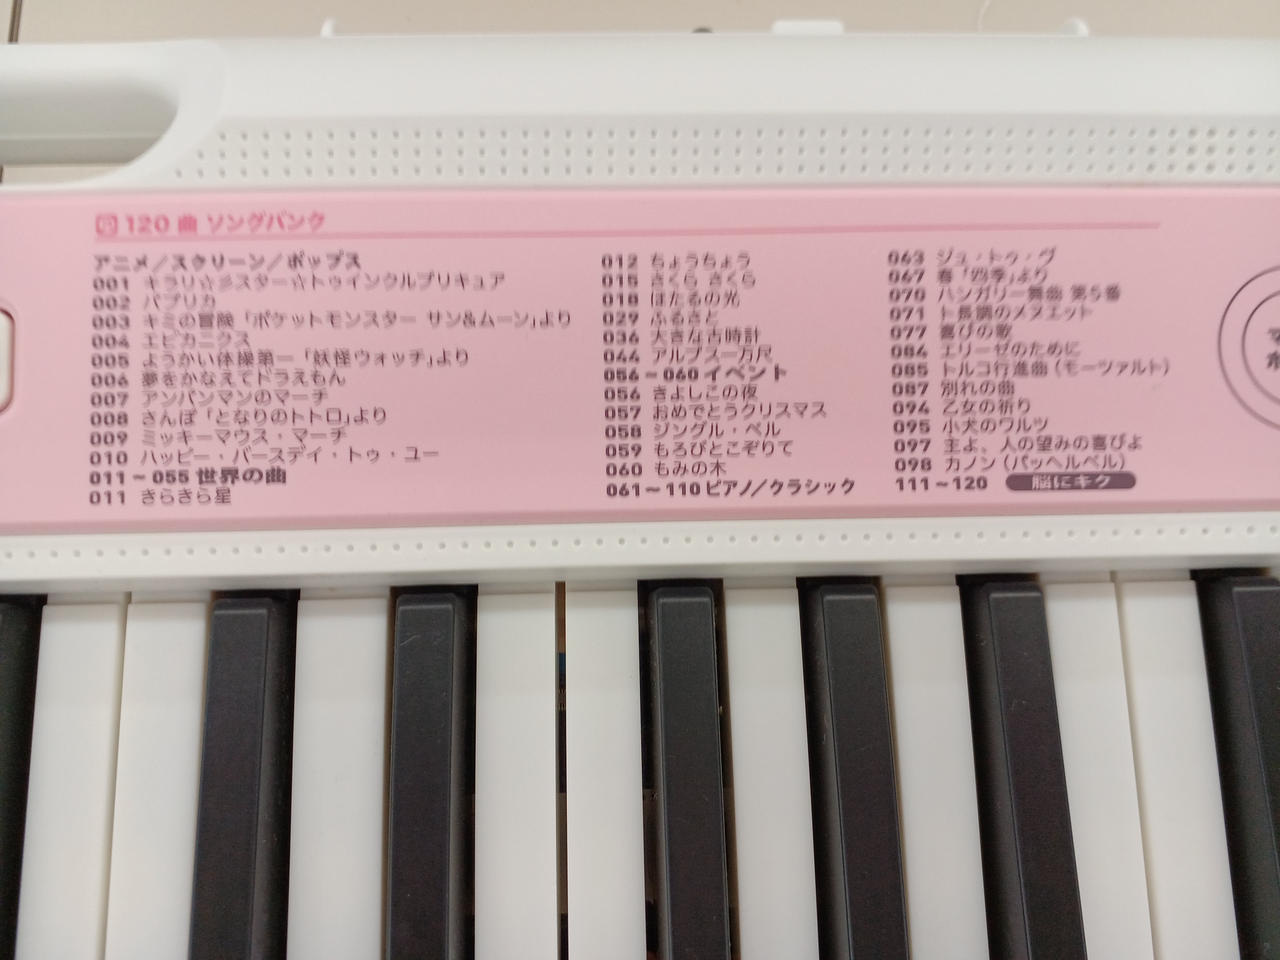 120 曲 ソングバンク
アニメ／スクリーン／ポップス
001 キラリ☆彡スター☆トゥインクルプリキュア
002 パプリカ
003 キミの冒険「ポケットモンスター サン&ムーン」より
004 エビカニクス
005 ようかい体操第一「妖怪ウォッチ」より
006 夢をかなえてドラえもん
007 アンパンマンのマーチ
008 さんぽ「となりのトトロ」より
009 ミッキーマウス・マーチ
010 ハッピー・バースデイ・トゥ・ユー
011～055 世界の曲
011 きらきら星
012 ちょうちょう
015 さくら さくら
018 ほたるの光
029 ふるさと
036 大きな古時計
044 アルプス一万尺
056～060 イベント
056 きよしこの夜
057 おめでとうクリスマス
058 ジングル・ベル
059 もろびとこぞりて
060 もみの木
061～110 ピアノ／クラシック
063 ジュ・トゥ・ヴ
067 春「四季」より
070 ハンガリー舞曲 第5番
071 ト長調のメヌエット
077 喜びの歌
084 エリーゼのために
085 トルコ行進曲（モーツァルト）
087 別れの曲
094 乙女の祈り
095 小犬のワルツ
097 主よ、人の望みの喜びよ
098 カノン（パッヘルベル）
111～120 脳にキク